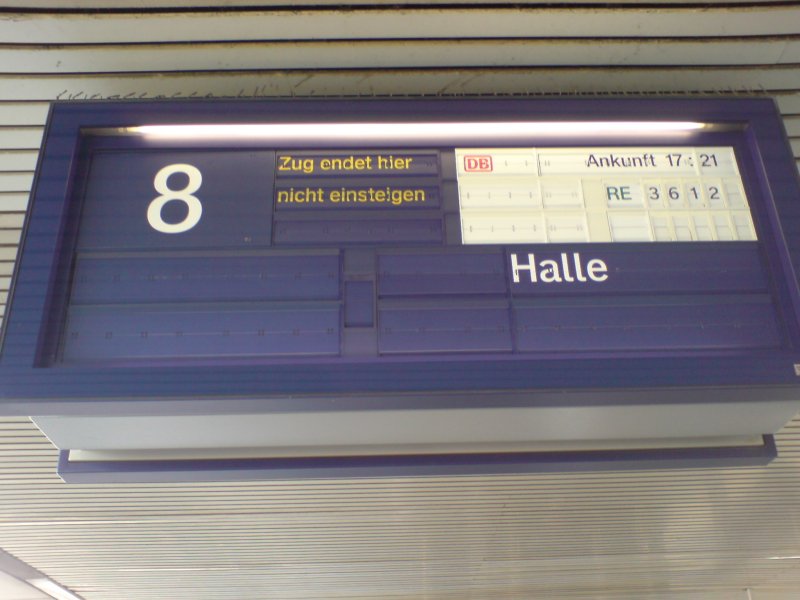 8
Zug endet hier
nicht einsteigen
DB
Ankunft 17:21
RE 3612
Halle